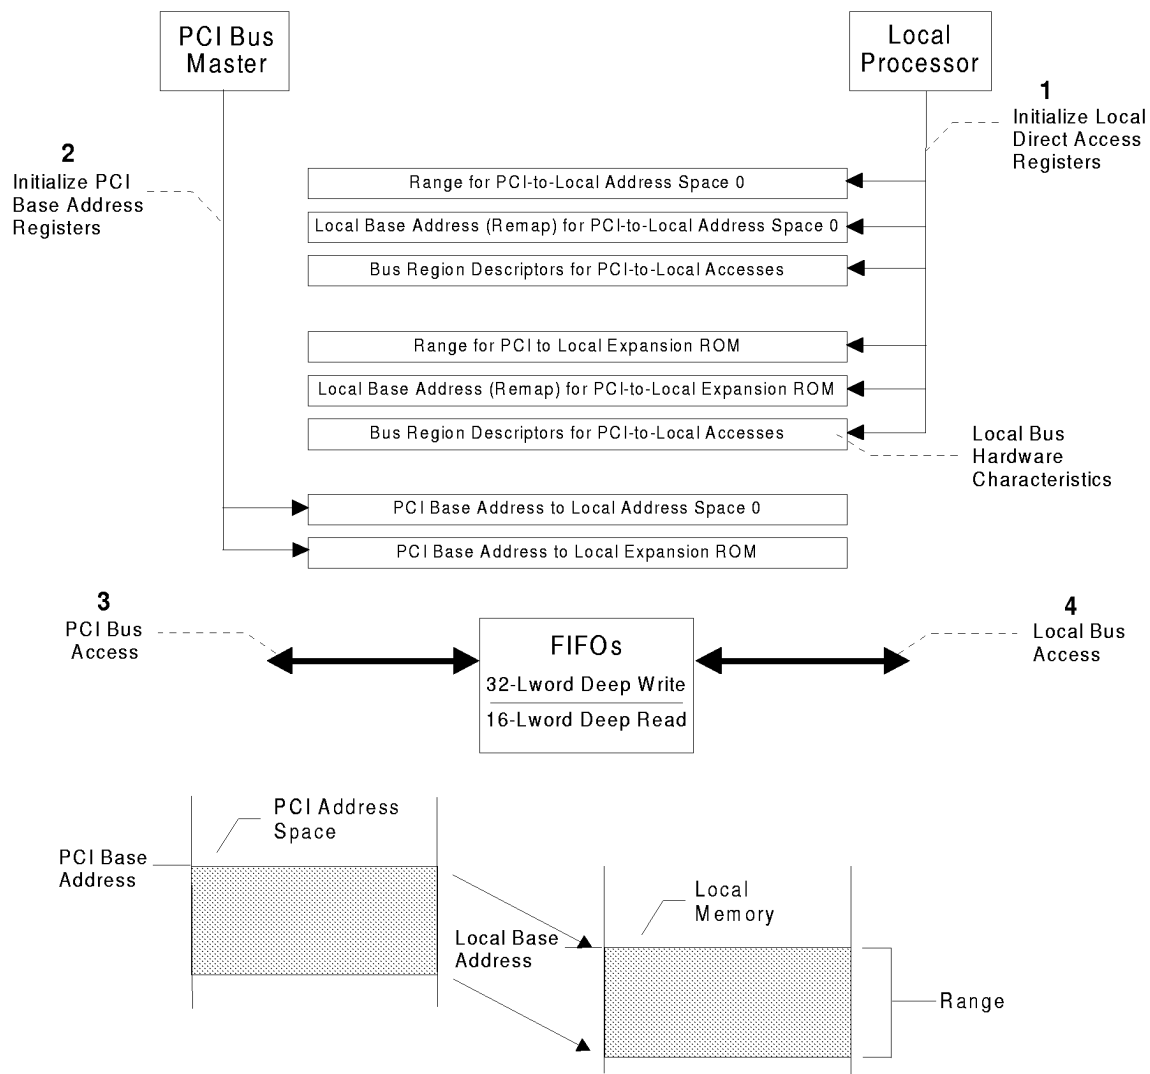 PCI Bus
Master
Local
Processor
1
Initialize Local
Direct Access
Registers
2
Initialize PCI
Base Address
Registers
Range for PCI-to-Local Address Space 0
Local Base Address (Remap) for PCI-to-Local Address Space 0
Bus Region Descriptors for PCI-to-Local Accesses
Range for PCI to Local Expansion ROM
Local Base Address (Remap) for PCI-to-Local Expansion ROM
Bus Region Descriptors for PCI-to-Local Accesses
Local Bus
Hardware
Characteristics
PCI Base Address to Local Address Space 0
PCI Base Address to Local Expansion ROM
3
PCI Bus
Access
FIFOs
32-Lword Deep Write
16-Lword Deep Read
4
Local Bus
Access
PCI Address
Space
PCI Base
Address
Local
Memory
Local Base
Address
Range